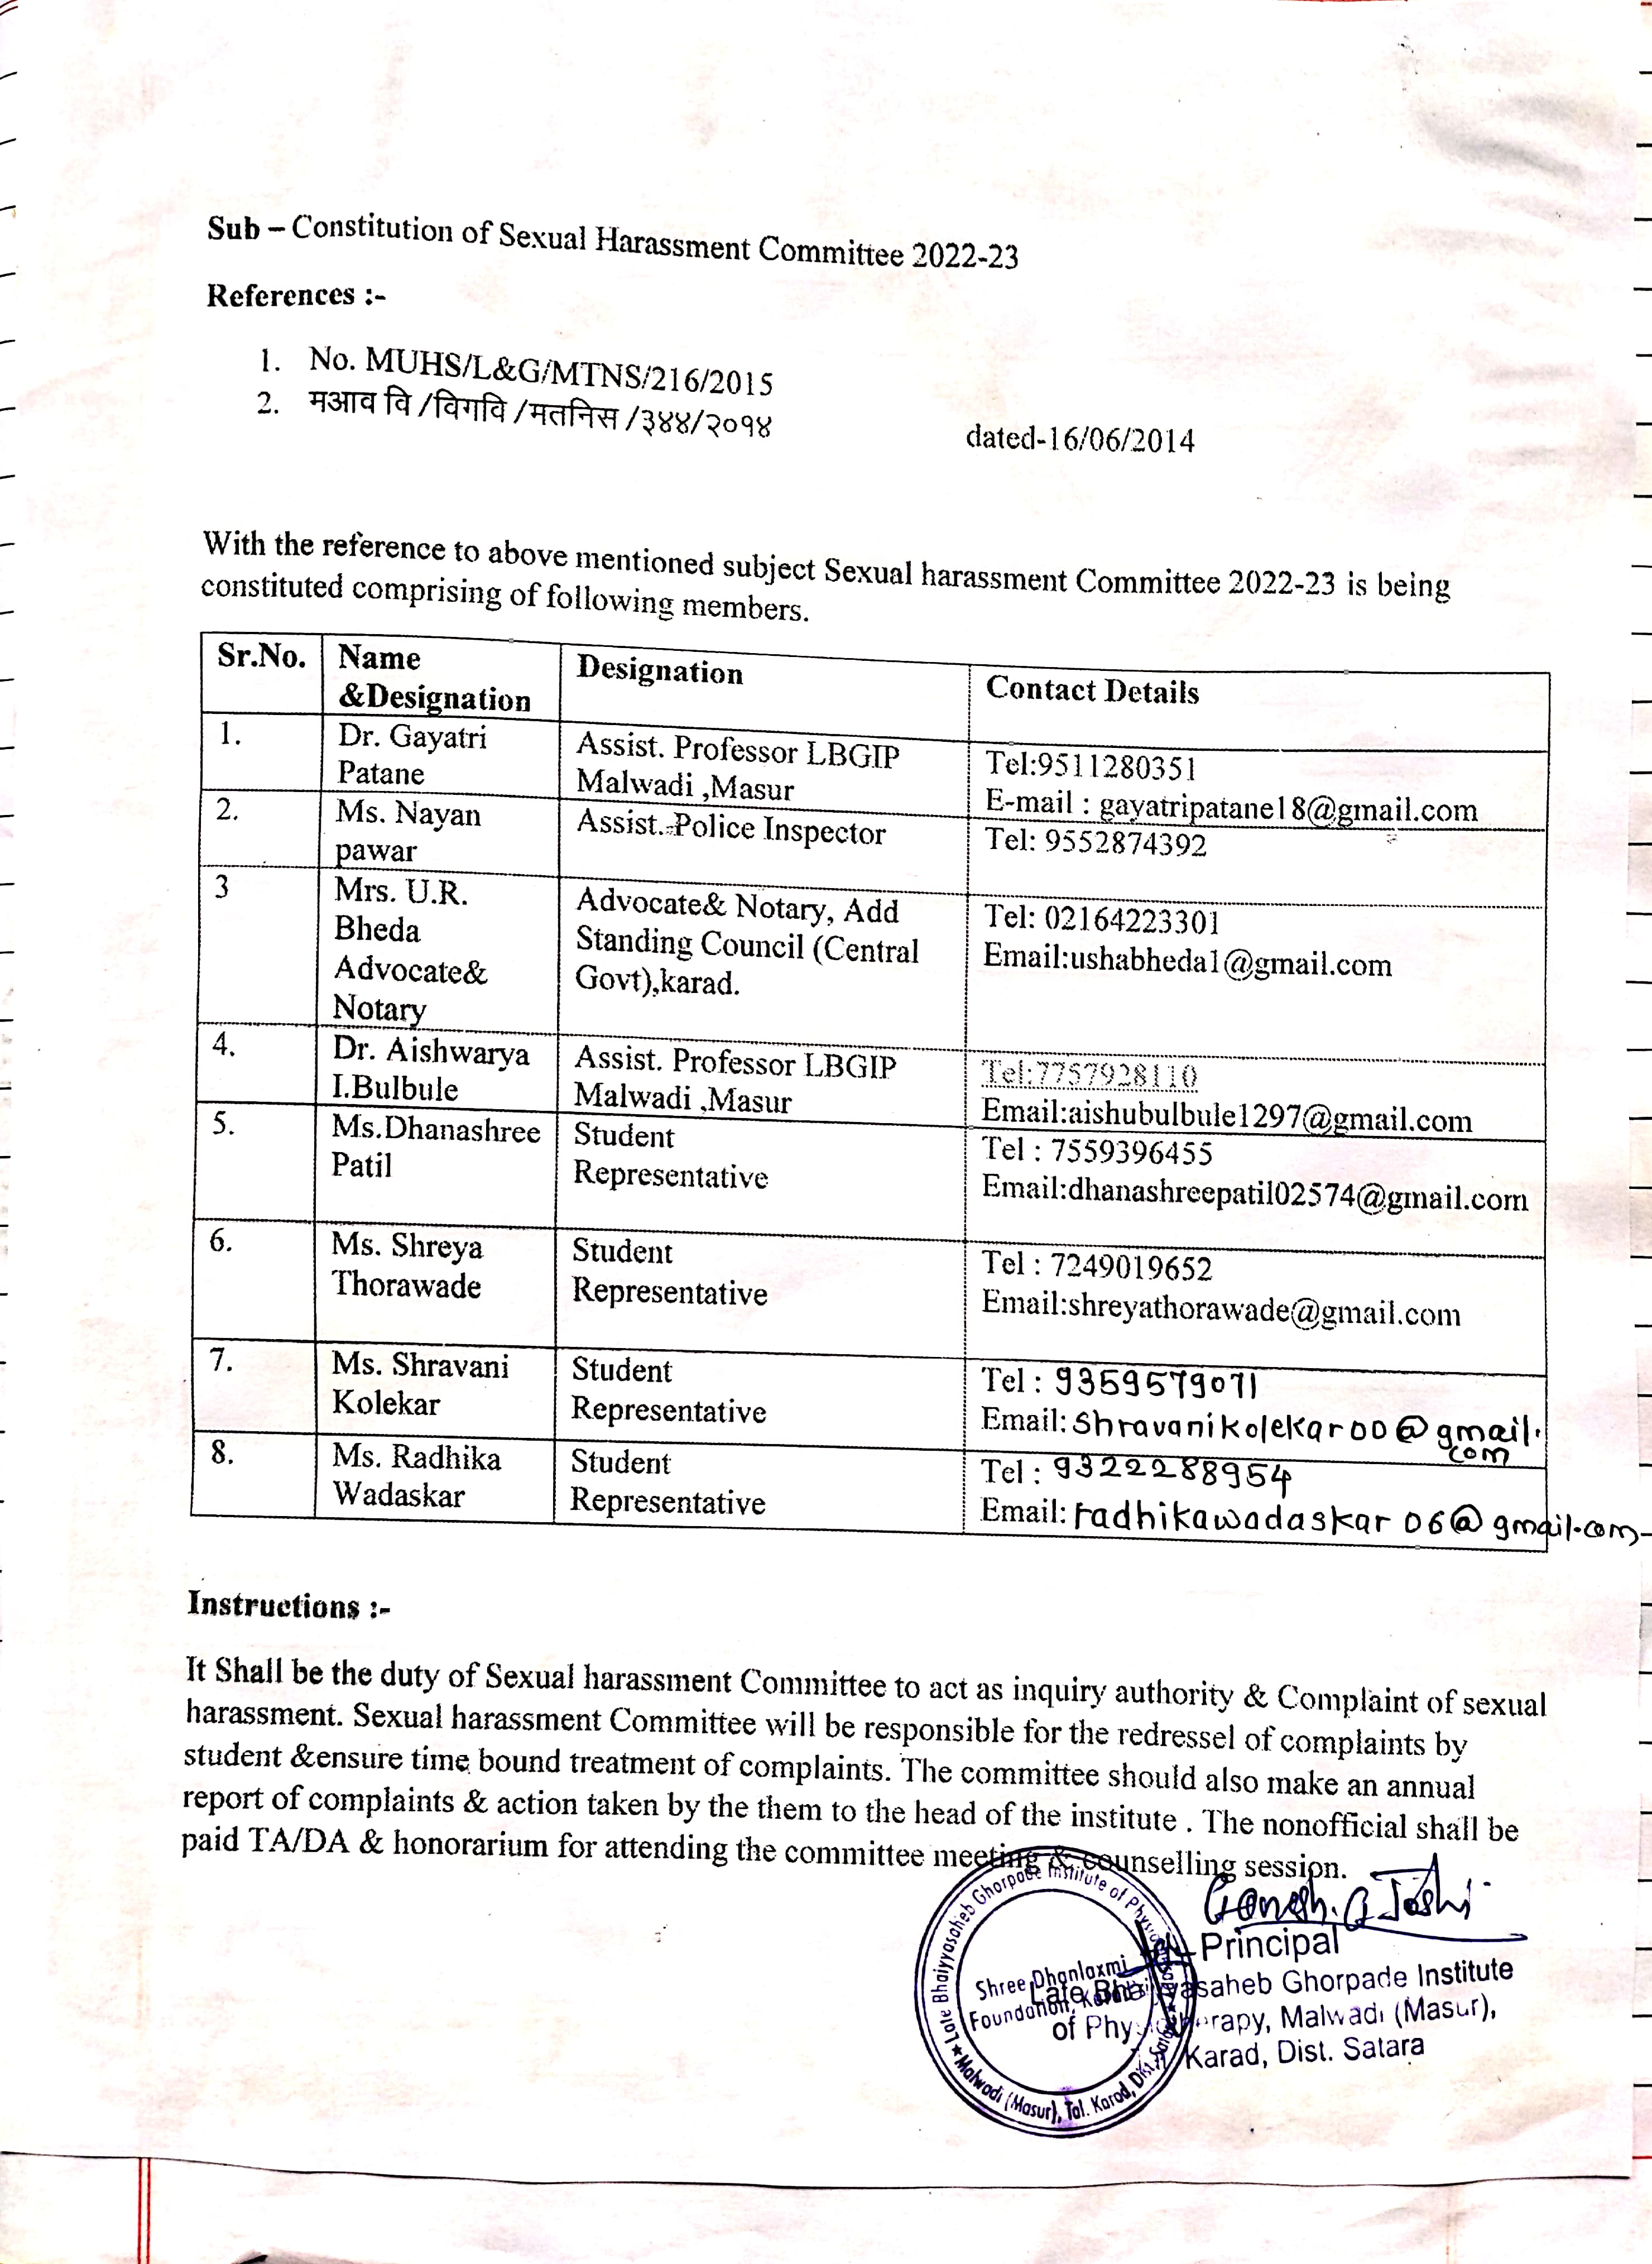 Sub – Constitution of Sexual Harassment Committee 2022-23
References :-
1. No. MUHS/L&G/MTNS/216/2015
2. मआव वि /विगवि /मतनिस /३४४/२०१४ dated-16/06/2014
With the reference to above mentioned subject Sexual harassment Committee 2022-23 is being
constituted comprising of following members.
Sr.No. Name Designation Contact Details
&Designation
1. Dr. Gayatri Assist. Professor LBGIP Tel:9511280351
Patane Malwadi ,Masur E-mail : gayatripatane18@gmail.com
2. Ms. Nayan Assist. Police Inspector Tel: 9552874392
pawar
3 Mrs. U.R. Advocate& Notary, Add Tel: 02164223301
Bheda Standing Council (Central Email:ushabheda1@gmail.com
Advocate& Govt),karad.
Notary
4. Dr. Aishwarya Assist. Professor LBGIP Tel:7757928110
I.Bulbule Malwadi ,Masur Email:aishubulbule1297@gmail.com
5. Ms.Dhanashree Student Tel : 7559396455
Patil Representative Email:dhanashreepatil02574@gmail.com
6. Ms. Shreya Student Tel : 7249019652
Thorawade Representative Email:shreyathorawade@gmail.com
7. Ms. Shravani Student Tel : 9359579071
Kolekar Representative Email: shravanikolekar00@gmail.
com
8. Ms. Radhika Student Tel : 9322288954
Wadaskar Representative Email: radhikawadaskar06@gmail.com
Instructions :-
It Shall be the duty of Sexual harassment Committee to act as inquiry authority & Complaint of sexual
harassment. Sexual harassment Committee will be responsible for the redressel of complaints by
student &ensure time bound treatment of complaints. The committee should also make an annual
report of complaints & action taken by the them to the head of the institute . The nonofficial shall be
paid TA/DA & honorarium for attending the committee meeting & counselling session.
Ganesh. G Joshi
Principal
Late Bhaiyyasaheb Ghorpade Institute
of Physiotherapy, Malwadi (Masur),
Karad, Dist. Satara
Late Bhaiyyasaheb Ghorpade Institute of
Shree Dhanlaxmi
Foundation,
★ Malwadi (Masur), Tal. Karad, Dist. Satara